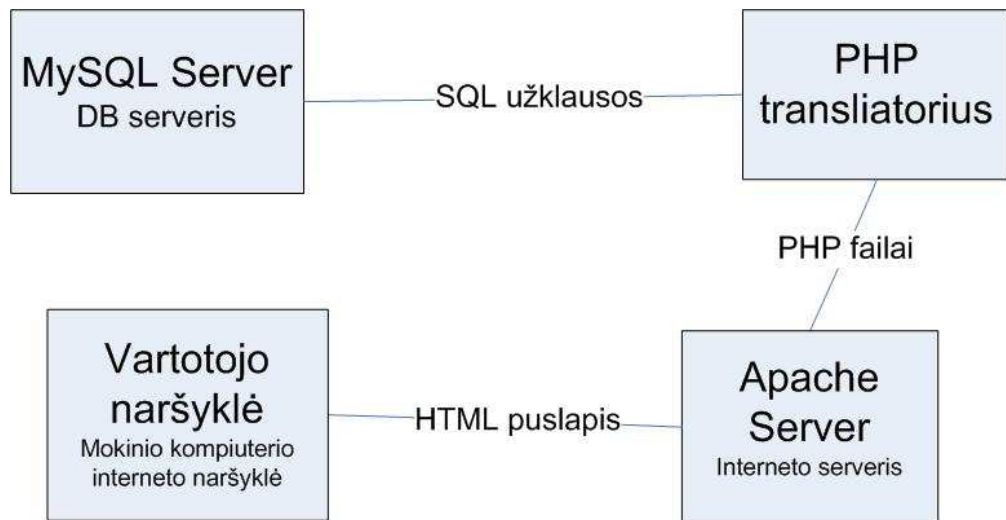 MySQL Server
DB serveris
SQL užklausos
PHP
transliatorius
PHP failai
Vartotojo
naršyklė
Mokinio kompiuterio
interneto naršyklė
HTML puslapis
Apache
Server
Interneto serveris